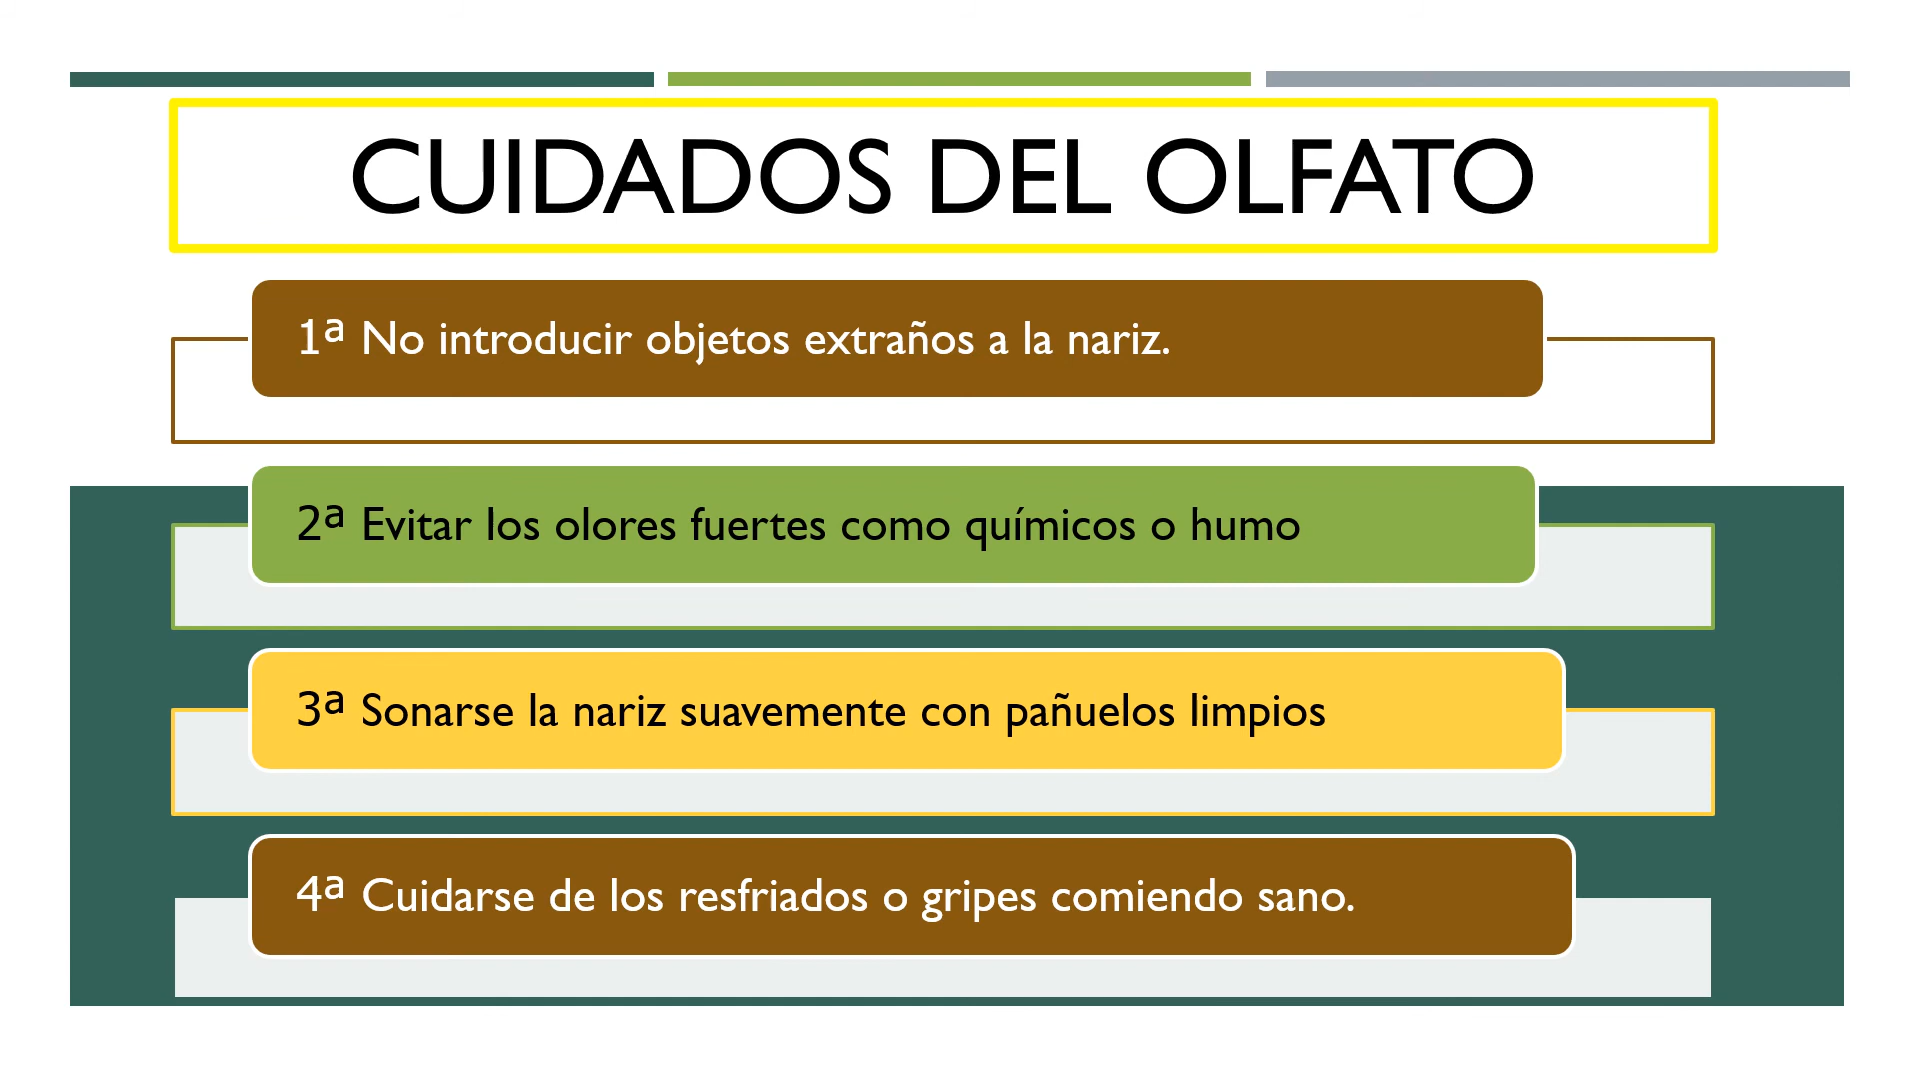 CUIDADOS DEL OLFATO
1ª No introducir objetos extraños a la nariz.
2ª Evitar los olores fuertes como químicos o humo
3ª Sonarse la nariz suavemente con pañuelos limpios
4ª Cuidarse de los resfriados o gripes comiendo sano.